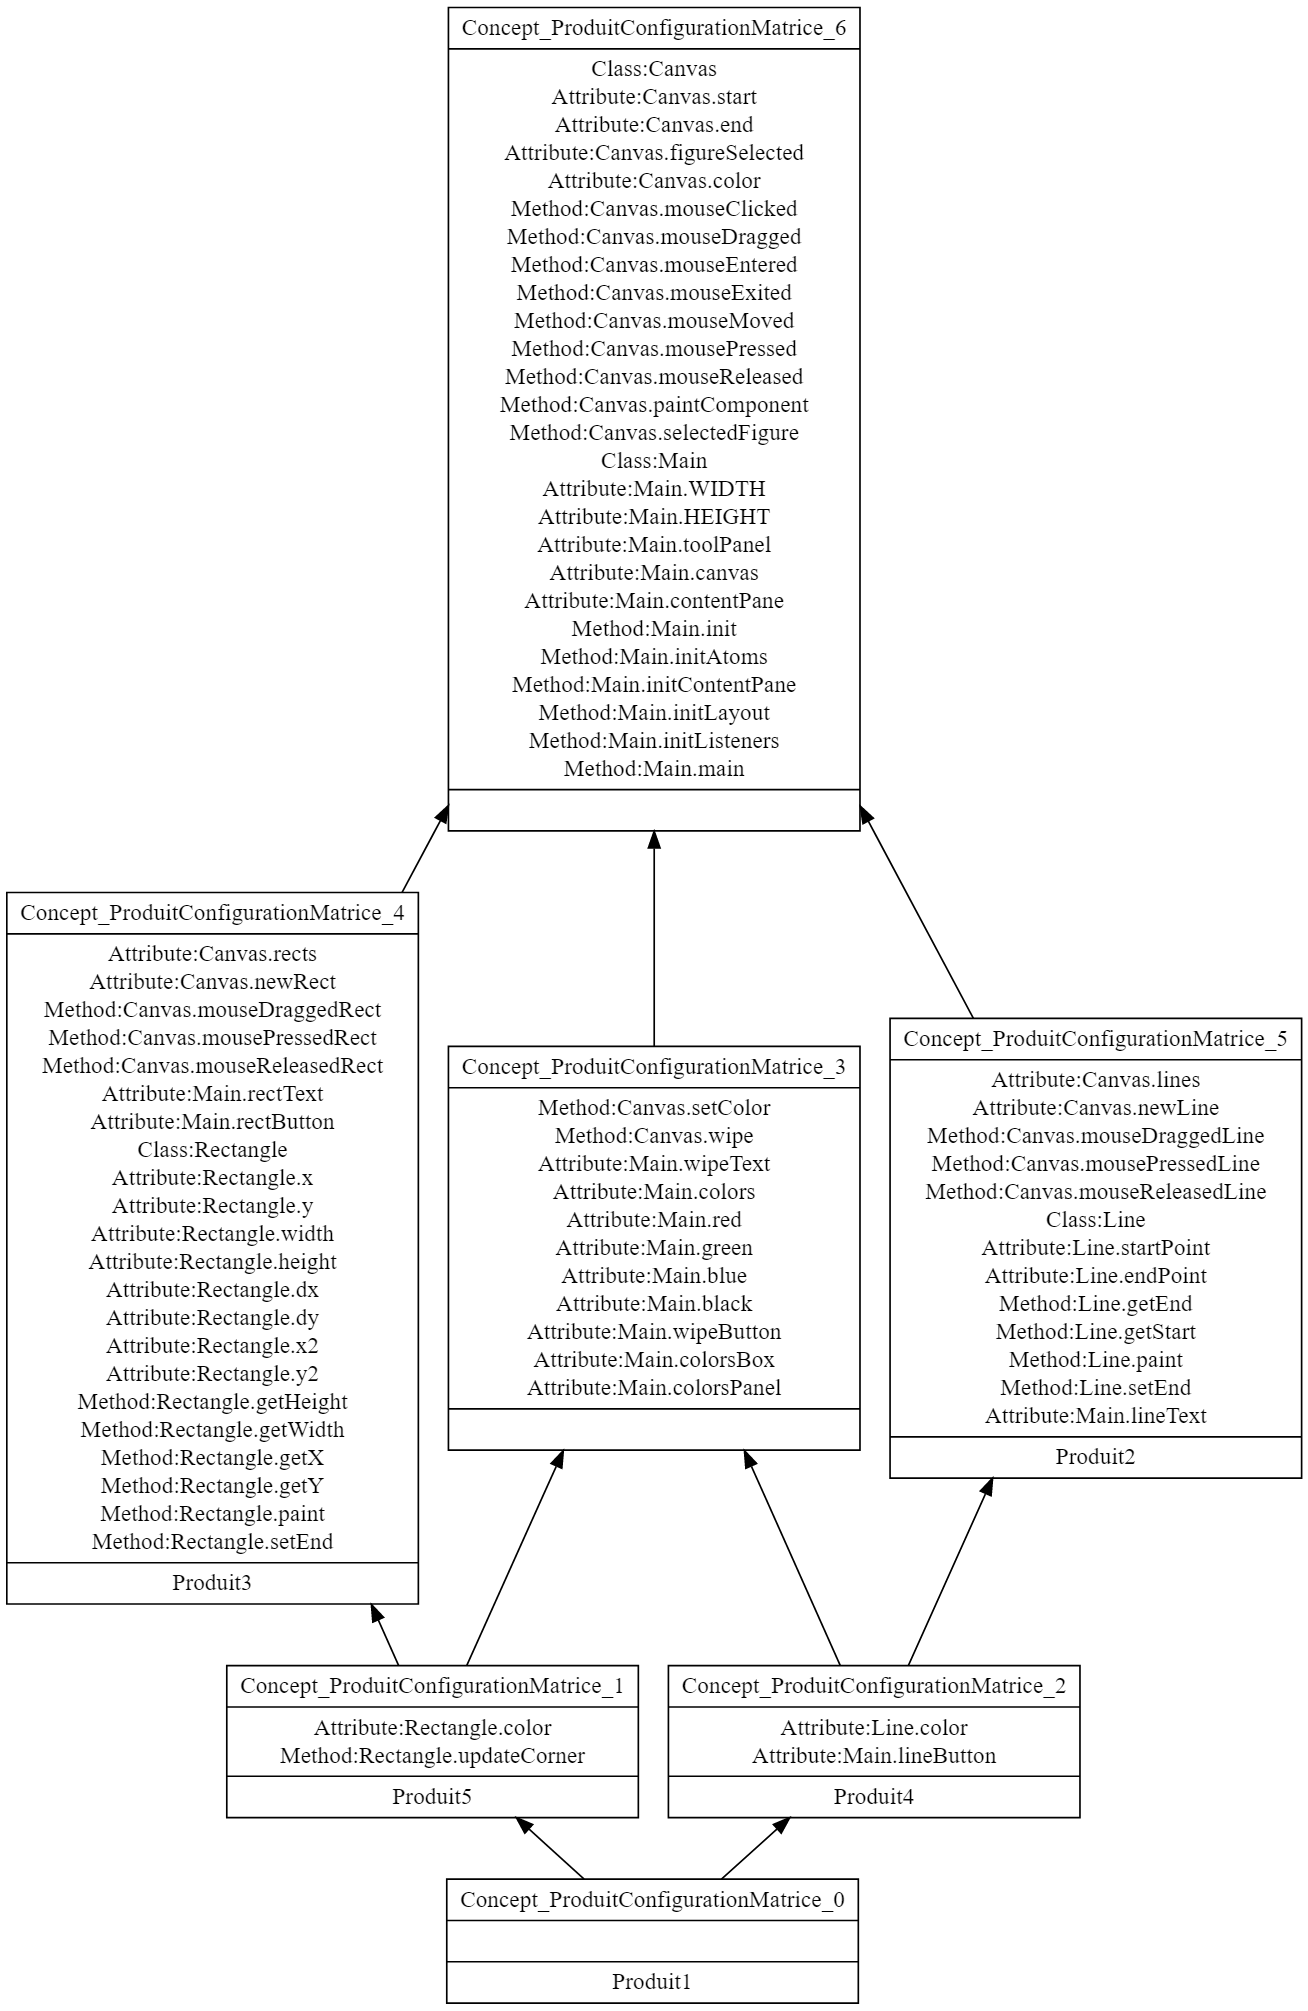 Concept_ProduitConfigurationMatrice_6
Class:Canvas
Attribute:Canvas.start
Attribute:Canvas.end
Attribute:Canvas.figureSelected
Attribute:Canvas.color
Method:Canvas.mouseClicked
Method:Canvas.mouseDragged
Method:Canvas.mouseEntered
Method:Canvas.mouseExited
Method:Canvas.mouseMoved
Method:Canvas.mousePressed
Method:Canvas.mouseReleased
Method:Canvas.paintComponent
Method:Canvas.selectedFigure
Class:Main
Attribute:Main.WIDTH
Attribute:Main.HEIGHT
Attribute:Main.toolPanel
Attribute:Main.canvas
Attribute:Main.contentPane
Method:Main.init
Method:Main.initAtoms
Method:Main.initContentPane
Method:Main.initLayout
Method:Main.initListeners
Method:Main.main
Concept_ProduitConfigurationMatrice_4
Attribute:Canvas.rects
Attribute:Canvas.newRect
Method:Canvas.mouseDraggedRect
Method:Canvas.mousePressedRect
Method:Canvas.mouseReleasedRect
Attribute:Main.rectText
Attribute:Main.rectButton
Class:Rectangle
Attribute:Rectangle.x
Attribute:Rectangle.y
Attribute:Rectangle.width
Attribute:Rectangle.height
Attribute:Rectangle.dx
Attribute:Rectangle.dy
Attribute:Rectangle.x2
Attribute:Rectangle.y2
Method:Rectangle.getHeight
Method:Rectangle.getWidth
Method:Rectangle.getX
Method:Rectangle.getY
Method:Rectangle.paint
Method:Rectangle.setEnd
Produit3
Concept_ProduitConfigurationMatrice_3
Method:Canvas.setColor
Method:Canvas.wipe
Attribute:Main.wipeText
Attribute:Main.colors
Attribute:Main.red
Attribute:Main.green
Attribute:Main.blue
Attribute:Main.black
Attribute:Main.wipeButton
Attribute:Main.colorsBox
Attribute:Main.colorsPanel
Concept_ProduitConfigurationMatrice_5
Attribute:Canvas.lines
Attribute:Canvas.newLine
Method:Canvas.mouseDraggedLine
Method:Canvas.mousePressedLine
Method:Canvas.mouseReleasedLine
Class:Line
Attribute:Line.startPoint
Attribute:Line.endPoint
Method:Line.getEnd
Method:Line.getStart
Method:Line.paint
Method:Line.setEnd
Attribute:Main.lineText
Produit2
Concept_ProduitConfigurationMatrice_1
Attribute:Rectangle.color
Method:Rectangle.updateCorner
Produit5
Concept_ProduitConfigurationMatrice_2
Attribute:Line.color
Attribute:Main.lineButton
Produit4
Concept_ProduitConfigurationMatrice_0
Produit1